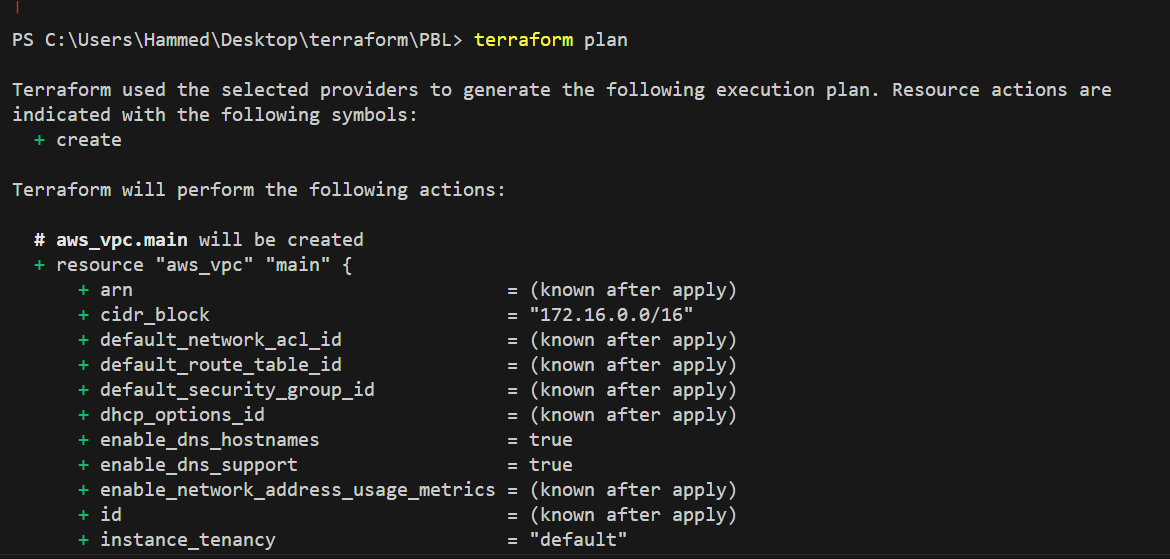 PS C:\Users\Hammed\Desktop\terraform\PBL> terraform plan
Terraform used the selected providers to generate the following execution plan. Resource actions are
indicated with the following symbols:
  + create
Terraform will perform the following actions:
  # aws_vpc.main will be created
  + resource "aws_vpc" "main" {
      + arn                                  = (known after apply)
      + cidr_block                           = "172.16.0.0/16"
      + default_network_acl_id               = (known after apply)
      + default_route_table_id               = (known after apply)
      + default_security_group_id            = (known after apply)
      + dhcp_options_id                      = (known after apply)
      + enable_dns_hostnames                 = true
      + enable_dns_support                   = true
      + enable_network_address_usage_metrics = (known after apply)
      + id                                   = (known after apply)
      + instance_tenancy                     = "default"